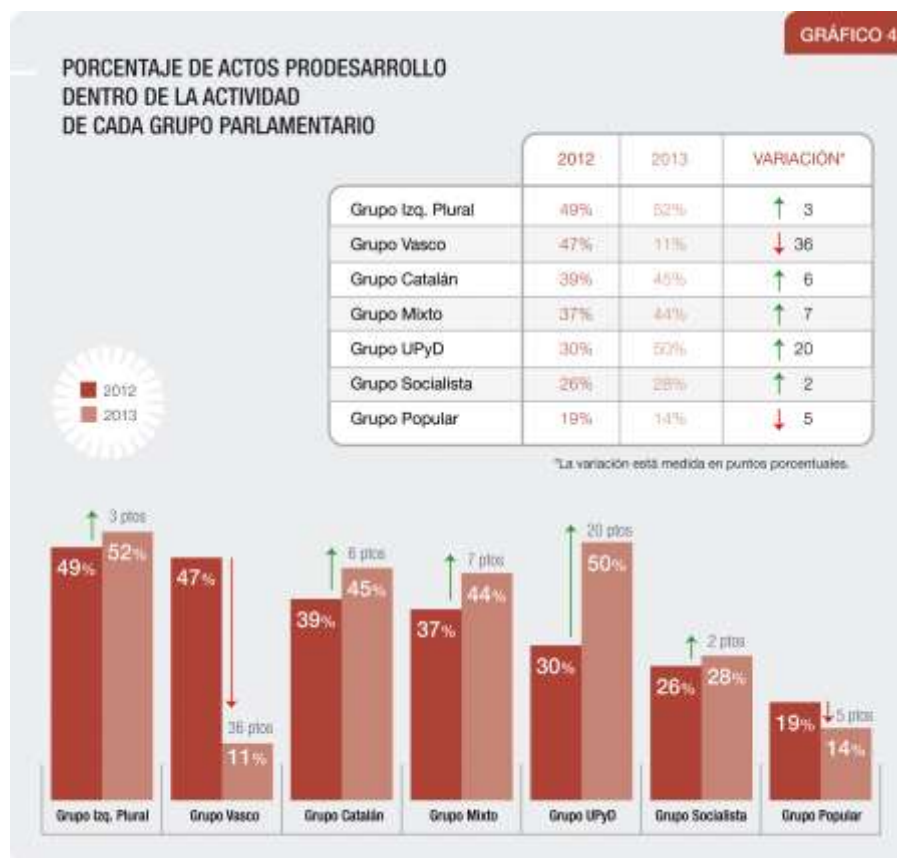 GRÁFICO 4
PORCENTAJE DE ACTOS PRODESARROLLO
DENTRO DE LA ACTIVIDAD
DE CADA GRUPO PARLAMENTARIO
2012 2013 VARIACIÓN*
Grupo Izq. Plural 49% 52% ↑ 3
Grupo Vasco 47% 11% ↓ 36
Grupo Catalán 39% 45% ↑ 6
Grupo Mixto 37% 44% ↑ 7
Grupo UPyD 30% 50% ↑ 20
Grupo Socialista 26% 28% ↑ 2
Grupo Popular 19% 14% ↓ 5
*La variación está medida en puntos porcentuales.
2012
2013
3 ptos
49% 52%
47%
36 ptos
11%
6 ptos
39% 45%
7 ptos
37% 44%
20 ptos
30% 50%
2 ptos
26% 28%
5 ptos
19% 14%
Grupo Izq. Plural Grupo Vasco Grupo Catalán Grupo Mixto Grupo UPyD Grupo Socialista Grupo Popular